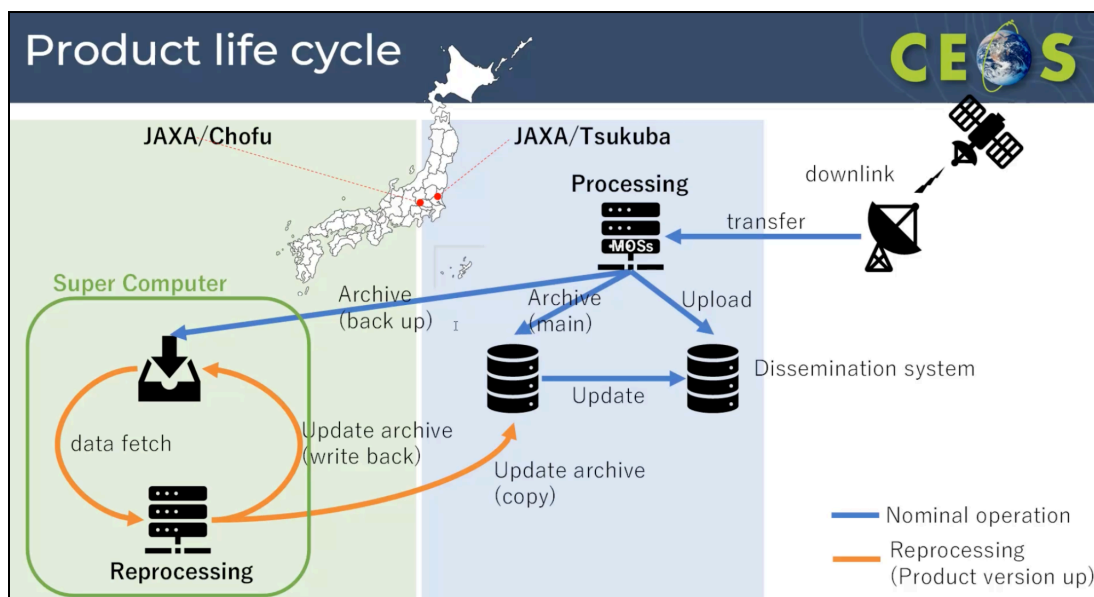 Product life cycle
CEOS
JAXA/Chofu
JAXA/Tsukuba
Processing
MOSs
downlink
transfer
Super Computer
Archive
(back up)
Archive
(main)
Upload
Dissemination system
Update
data fetch
Update archive
(write back)
Update archive
(copy)
Reprocessing
Nominal operation
Reprocessing
(Product version up)